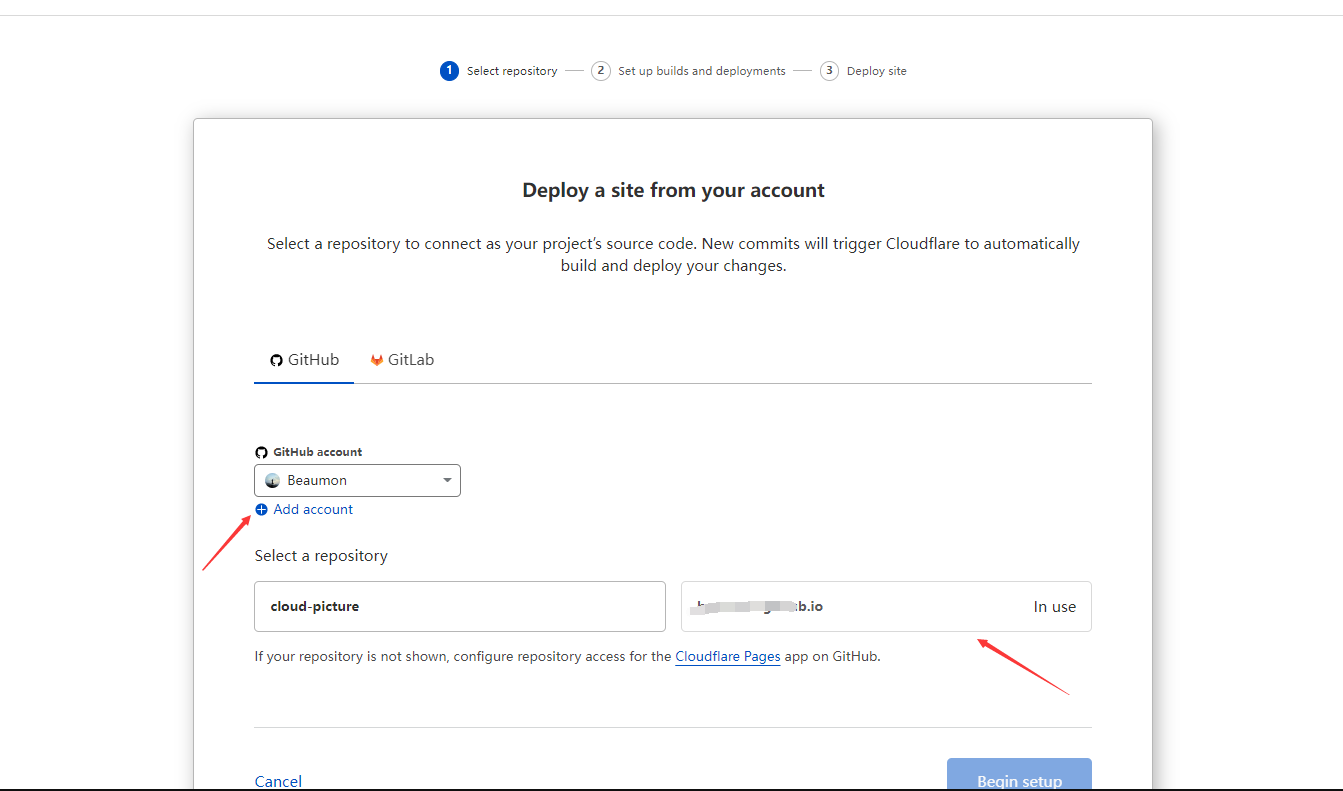 1 Select repository 2 Set up builds and deployments 3 Deploy site
Deploy a site from your account
Select a repository to connect as your project's source code. New commits will trigger Cloudflare to automatically
build and deploy your changes.
GitHub GitLab
GitHub account
Beaumon
Add account
Select a repository
cloud-picture
b.io In use
If your repository is not shown, configure repository access for the Cloudflare Pages app on GitHub.
Cancel Begin setup